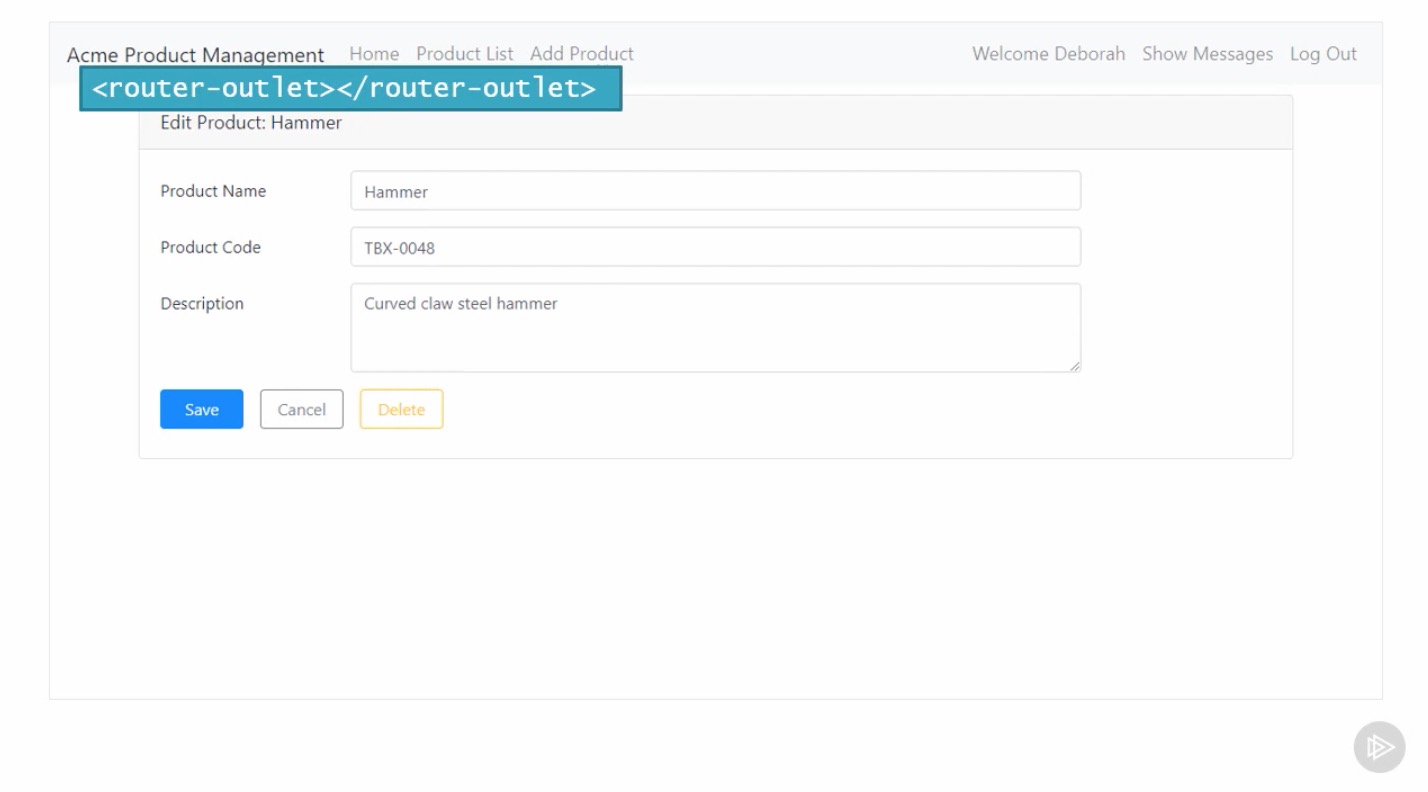 Acme Product Management Home Product List Add Product Welcome Deborah Show Messages Log Out
<router-outlet></router-outlet>
Edit Product: Hammer
Product Name Hammer
Product Code TBX-0048
Description Curved claw steel hammer
Save Cancel Delete